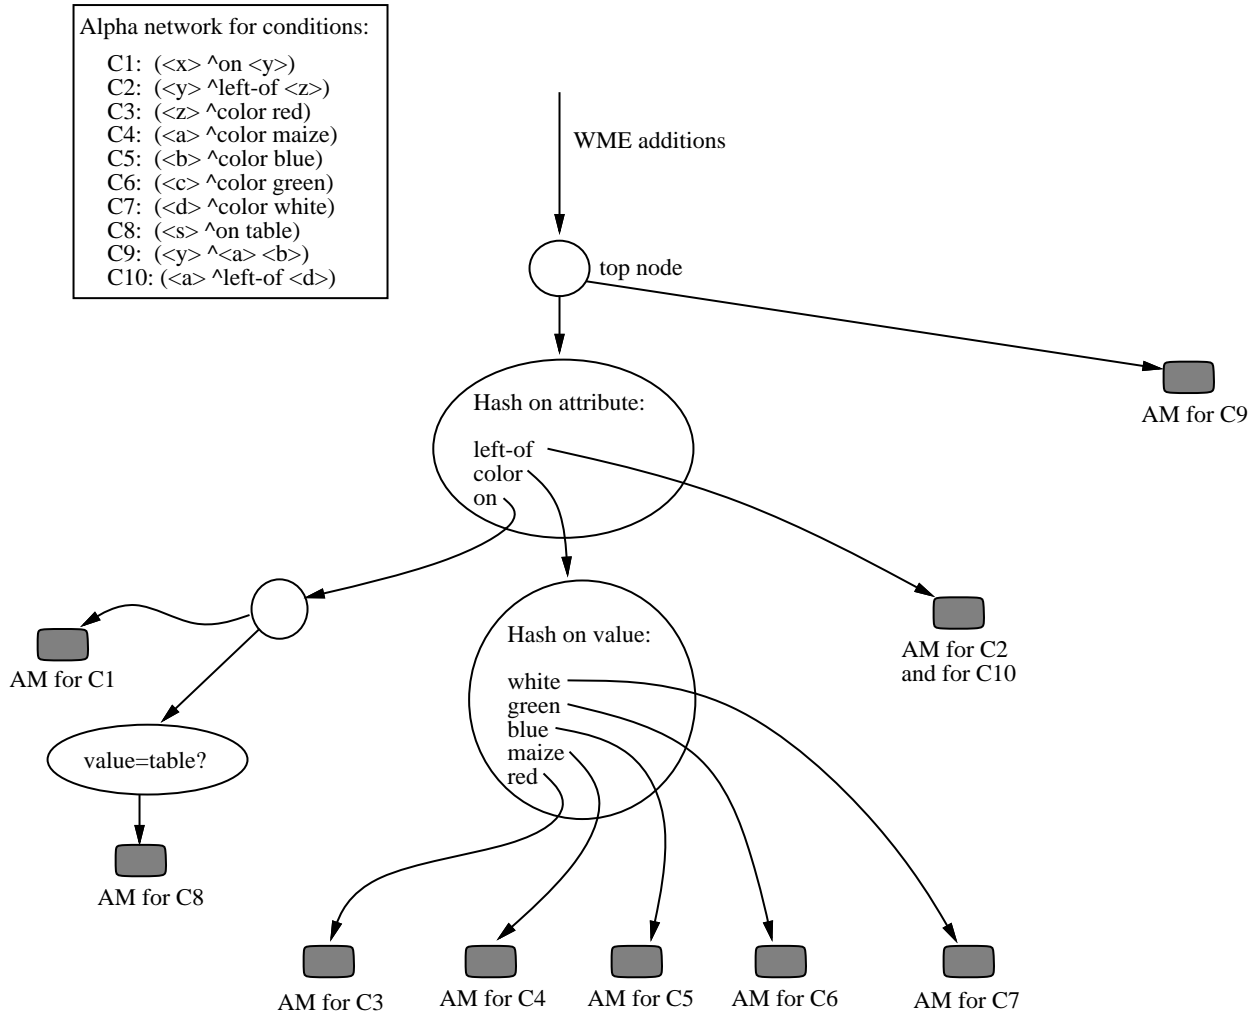 Alpha network for conditions:
C1: (<x> ^on <y>)
C2: (<y> ^left-of <z>)
C3: (<z> ^color red)
C4: (<a> ^color maize)
C5: (<b> ^color blue)
C6: (<c> ^color green)
C7: (<d> ^color white)
C8: (<s> ^on table)
C9: (<y> ^<a> <b>)
C10: (<a> ^left-of <d>)
WME additions
top node
AM for C9
Hash on attribute:
left-of
color
on
AM for C1
AM for C2
and for C10
Hash on value:
white
green
blue
maize
red
value=table?
AM for C8
AM for C3
AM for C4
AM for C5
AM for C6
AM for C7